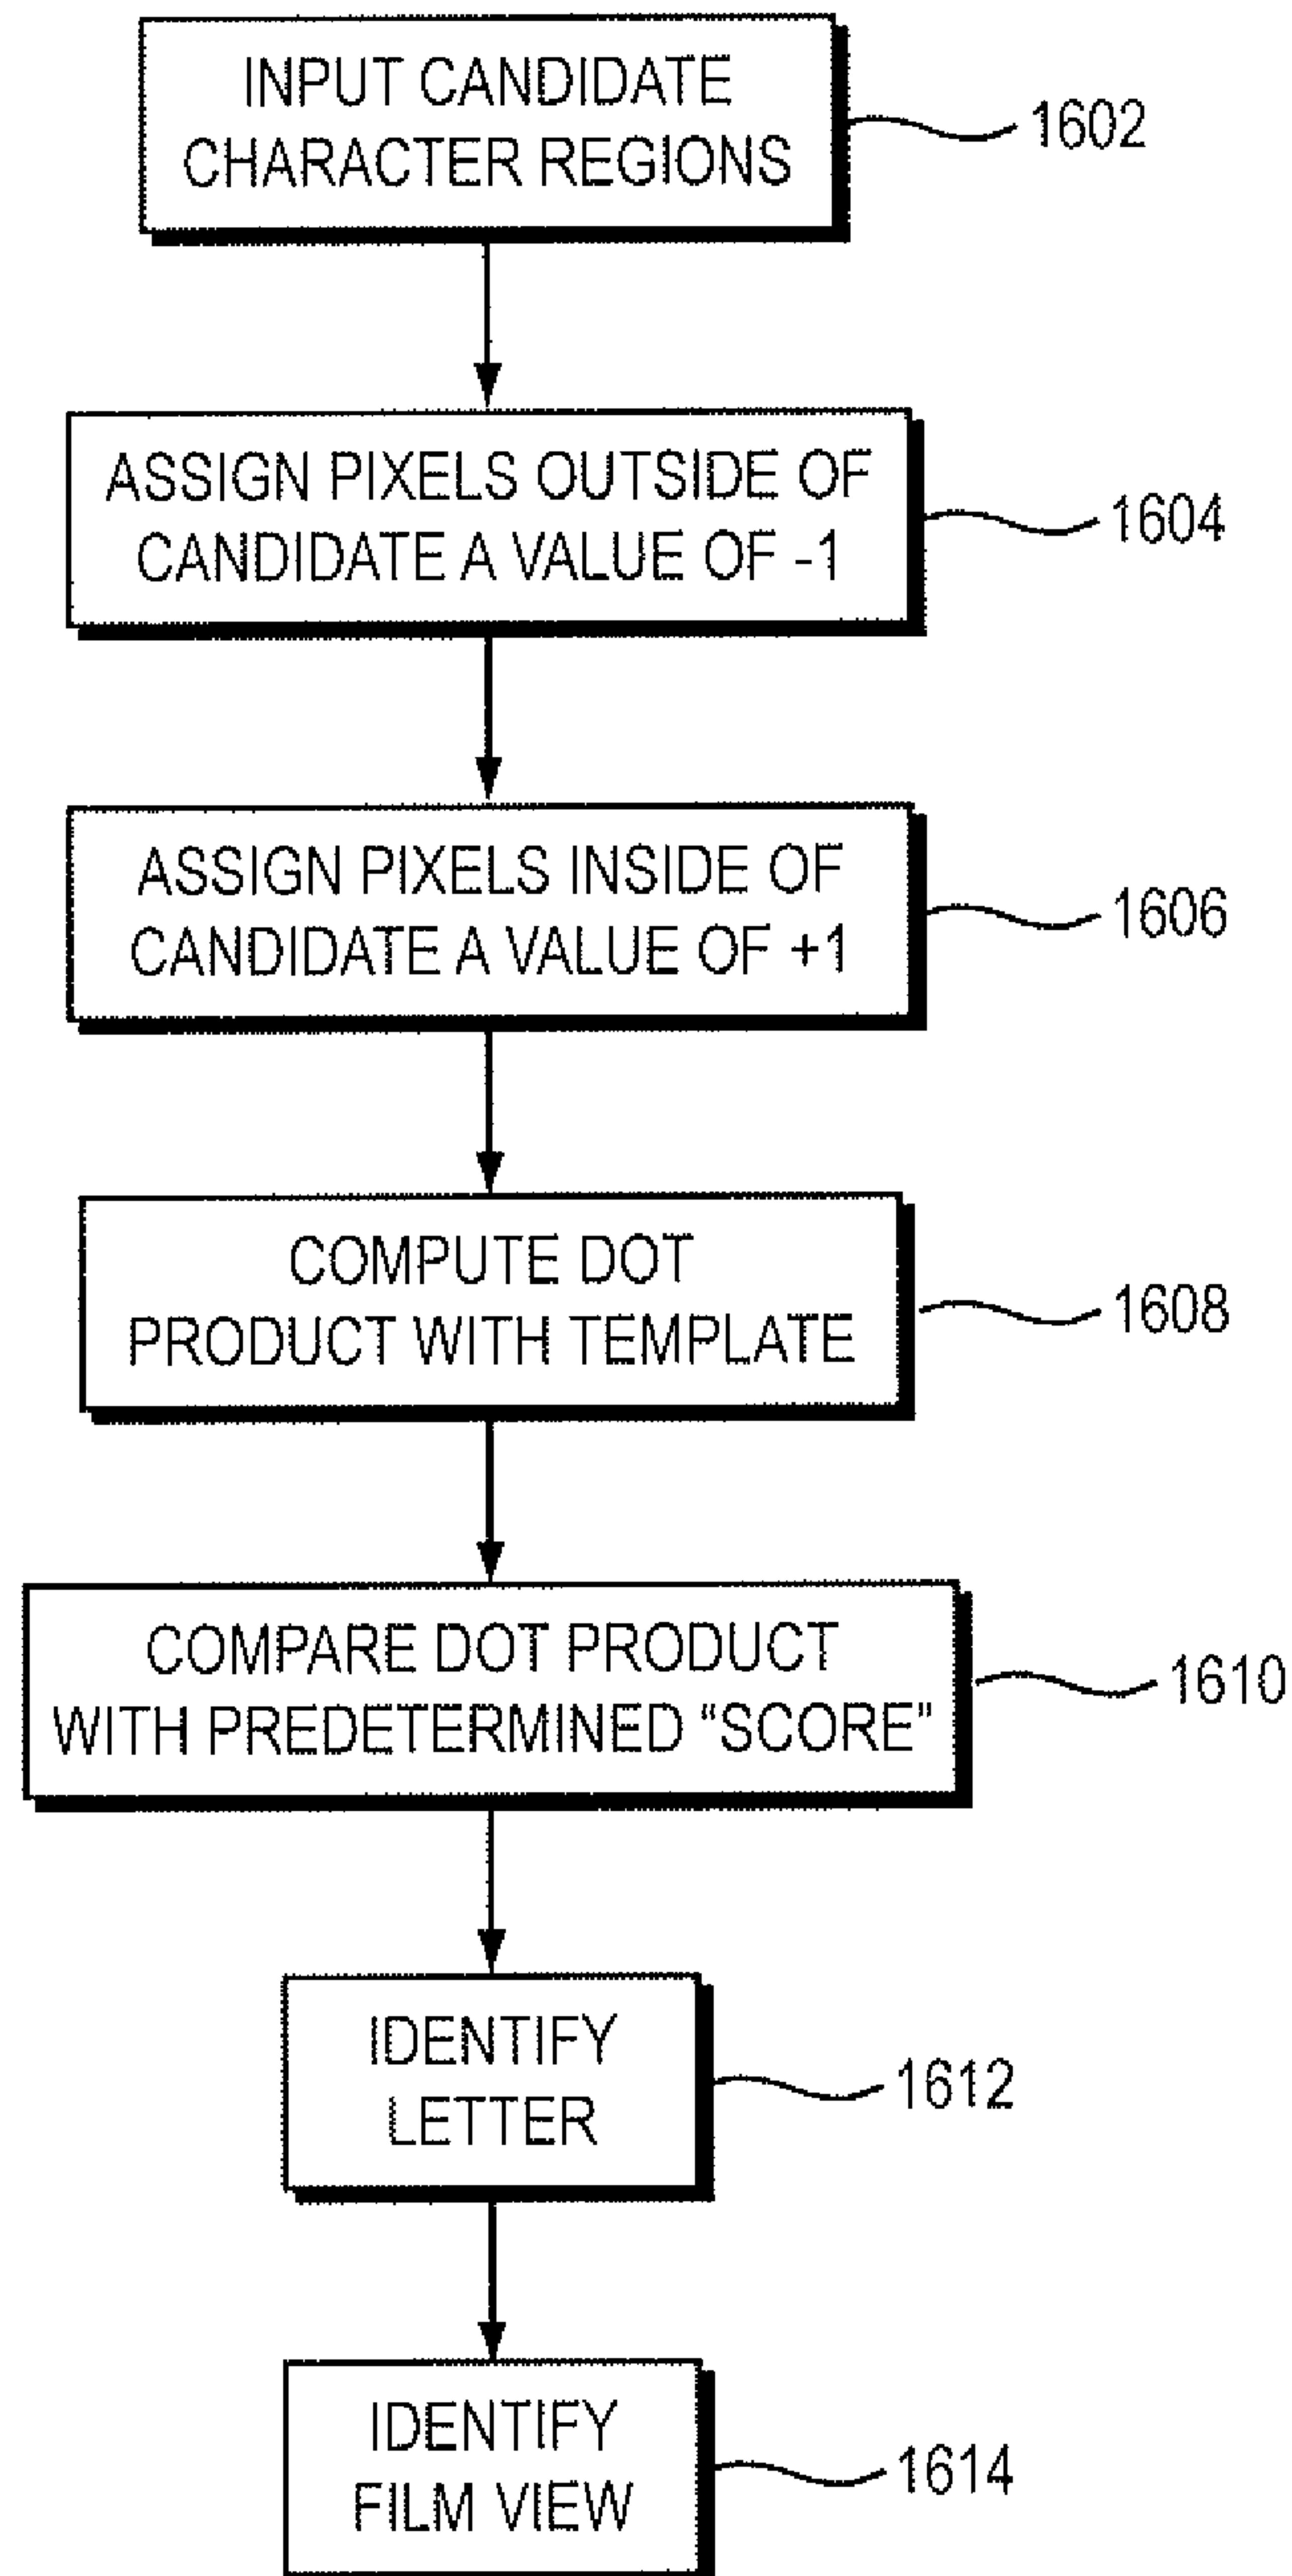 INPUT CANDIDATE
CHARACTER REGIONS
1602
ASSIGN PIXELS OUTSIDE OF
CANDIDATE A VALUE OF -1
1604
ASSIGN PIXELS INSIDE OF
CANDIDATE A VALUE OF +1
1606
COMPUTE DOT
PRODUCT WITH TEMPLATE
1608
COMPARE DOT PRODUCT
WITH PREDETERMINED “SCORE”
1610
IDENTIFY
LETTER
1612
IDENTIFY
FILM VIEW
1614